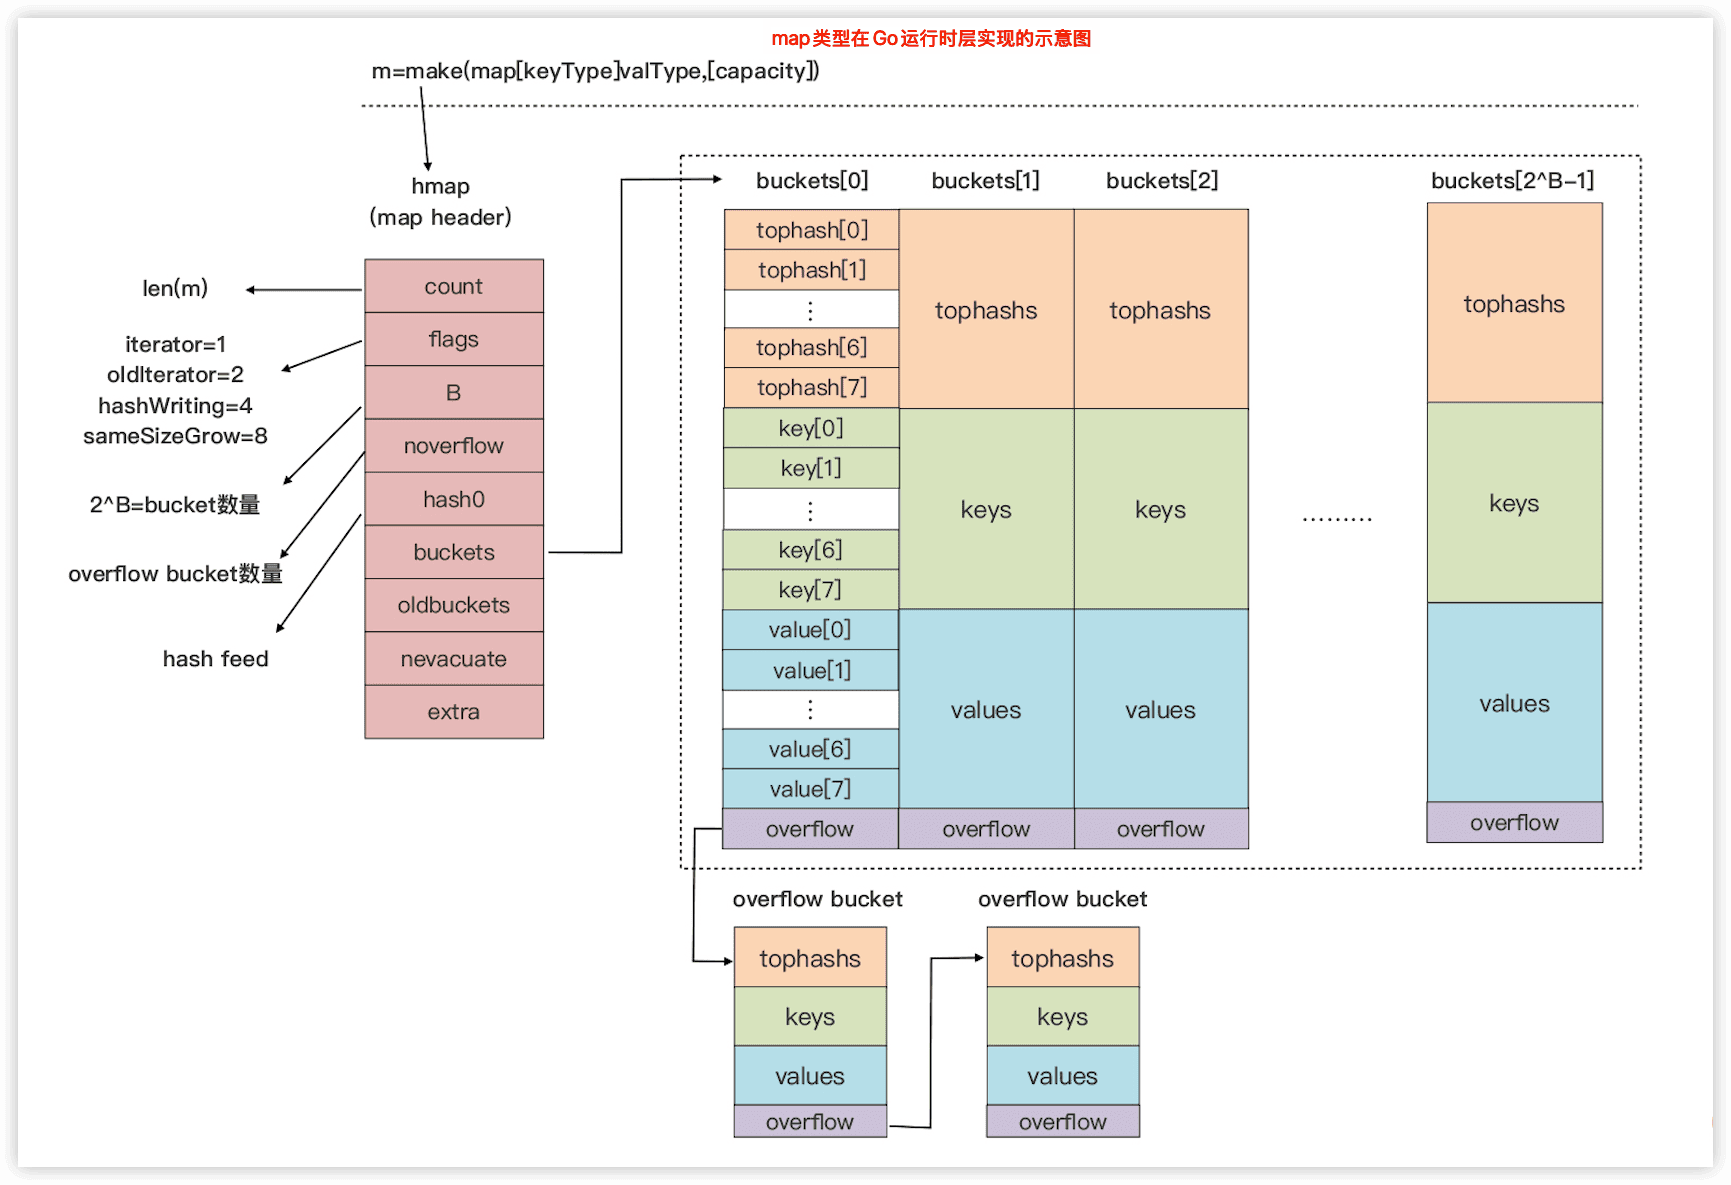 map类型在Go运行时层实现的示意图
m=make(map[keyType]valType,[capacity])
hmap
(map header)
count
flags
B
noverflow
hash0
buckets
oldbuckets
nevacuate
extra
len(m)
iterator=1
oldIterator=2
hashWriting=4
sameSizeGrow=8
2^B=bucket数量
overflow bucket数量
hash feed
buckets[0]
tophash[0]
tophash[1]
⋮
tophash[6]
tophash[7]
key[0]
key[1]
⋮
key[6]
key[7]
value[0]
value[1]
⋮
value[6]
value[7]
overflow
buckets[1]
tophashs
keys
values
overflow
buckets[2]
tophashs
keys
values
overflow
………
buckets[2^B-1]
tophashs
keys
values
overflow
overflow bucket
tophashs
keys
values
overflow
overflow bucket
tophashs
keys
values
overflow